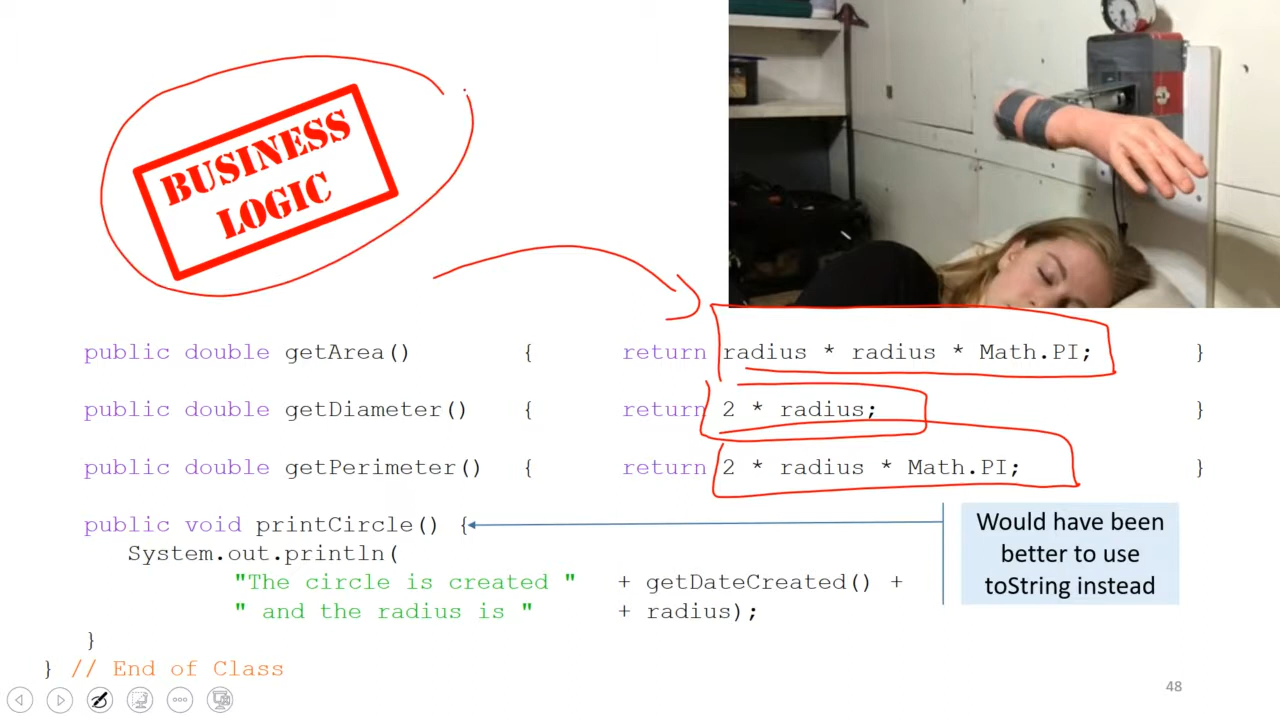 BUSINESS
LOGIC
public double getArea() { return radius * radius * Math.PI; }
public double getDiameter() { return 2 * radius; }
public double getPerimeter() { return 2 * radius * Math.PI; }
public void printCircle() {
System.out.println(
"The circle is created " + getDateCreated() +
" and the radius is " + radius);
}
} // End of Class
Would have been
better to use
toString instead
48